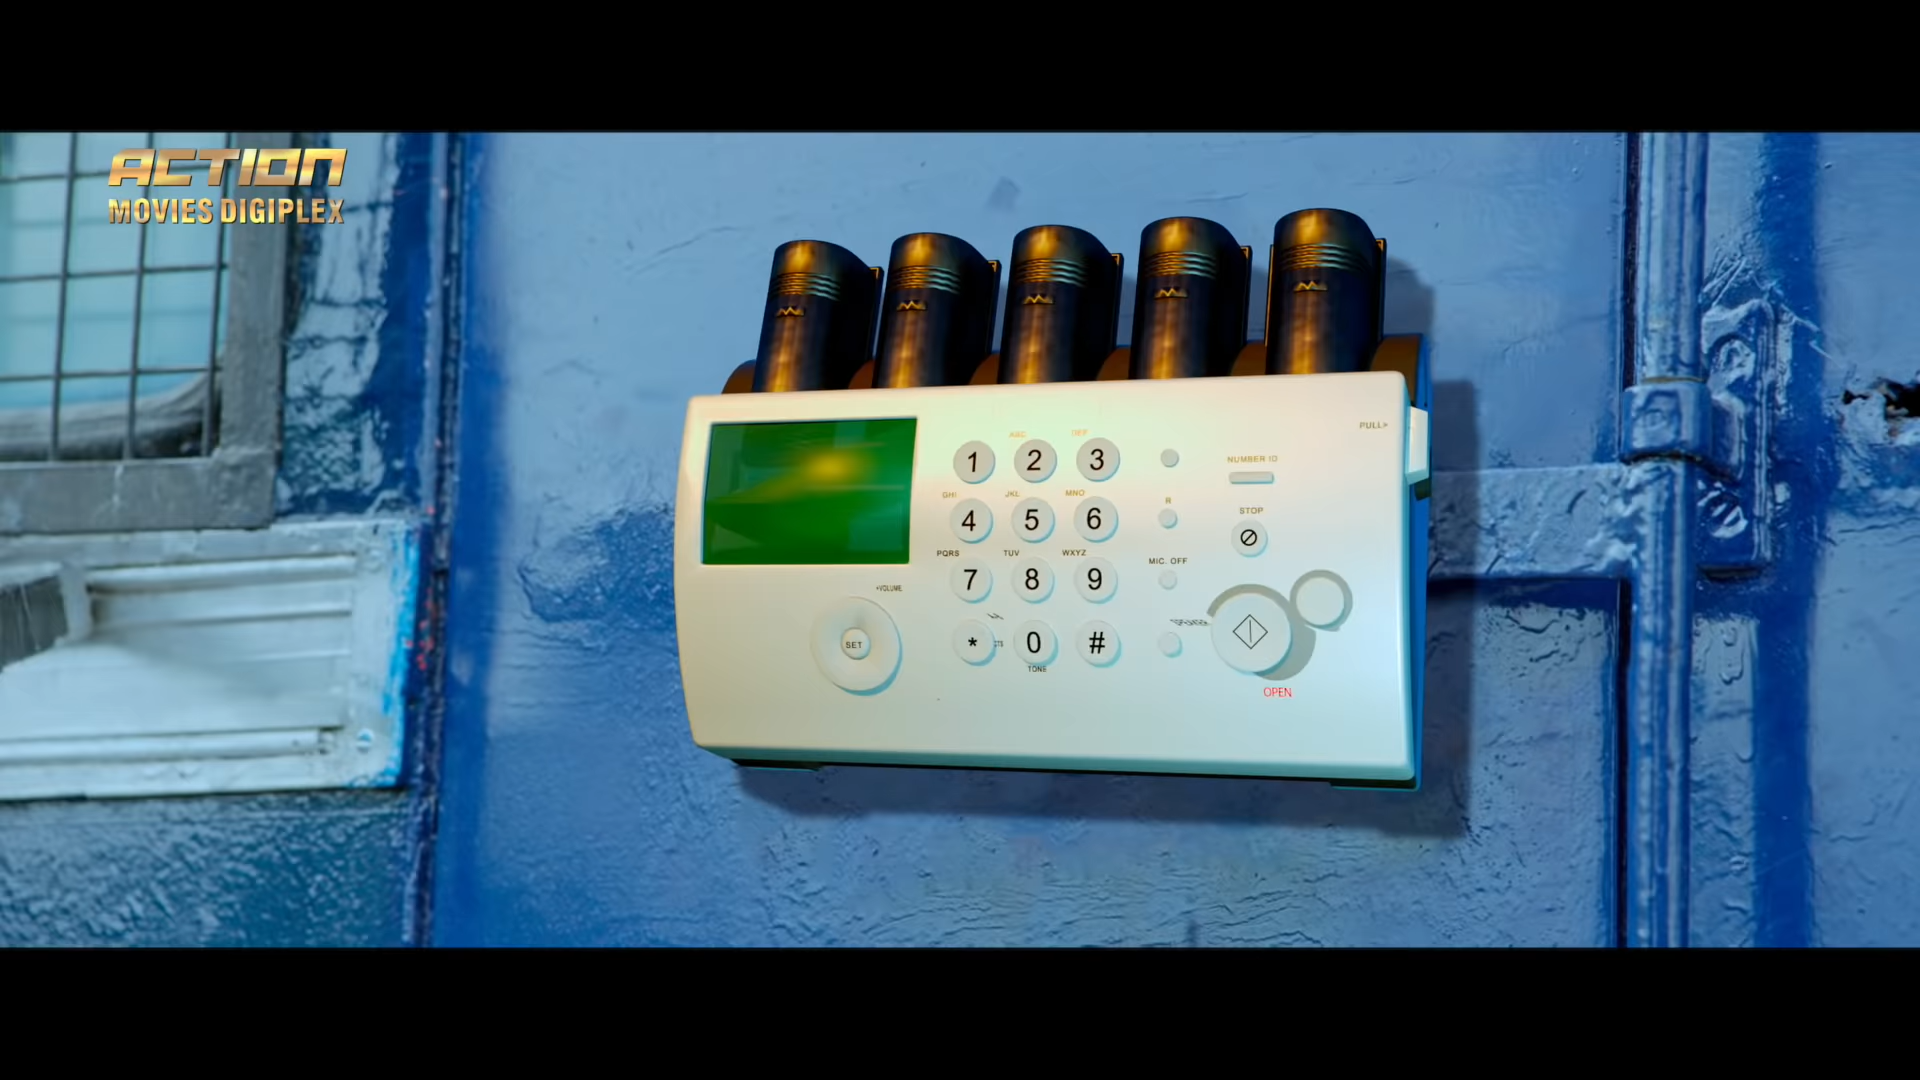 ACTION
MOVIES DIGIPLEX
PULL>
ABC DEF
1 2 3
NUMBER ID
GHI JKL MNO
R
STOP
4 5 6
PQRS TUV WXYZ
MIC. OFF
7 8 9
+VOLUME
SET
* 0 #
TONE
OPEN